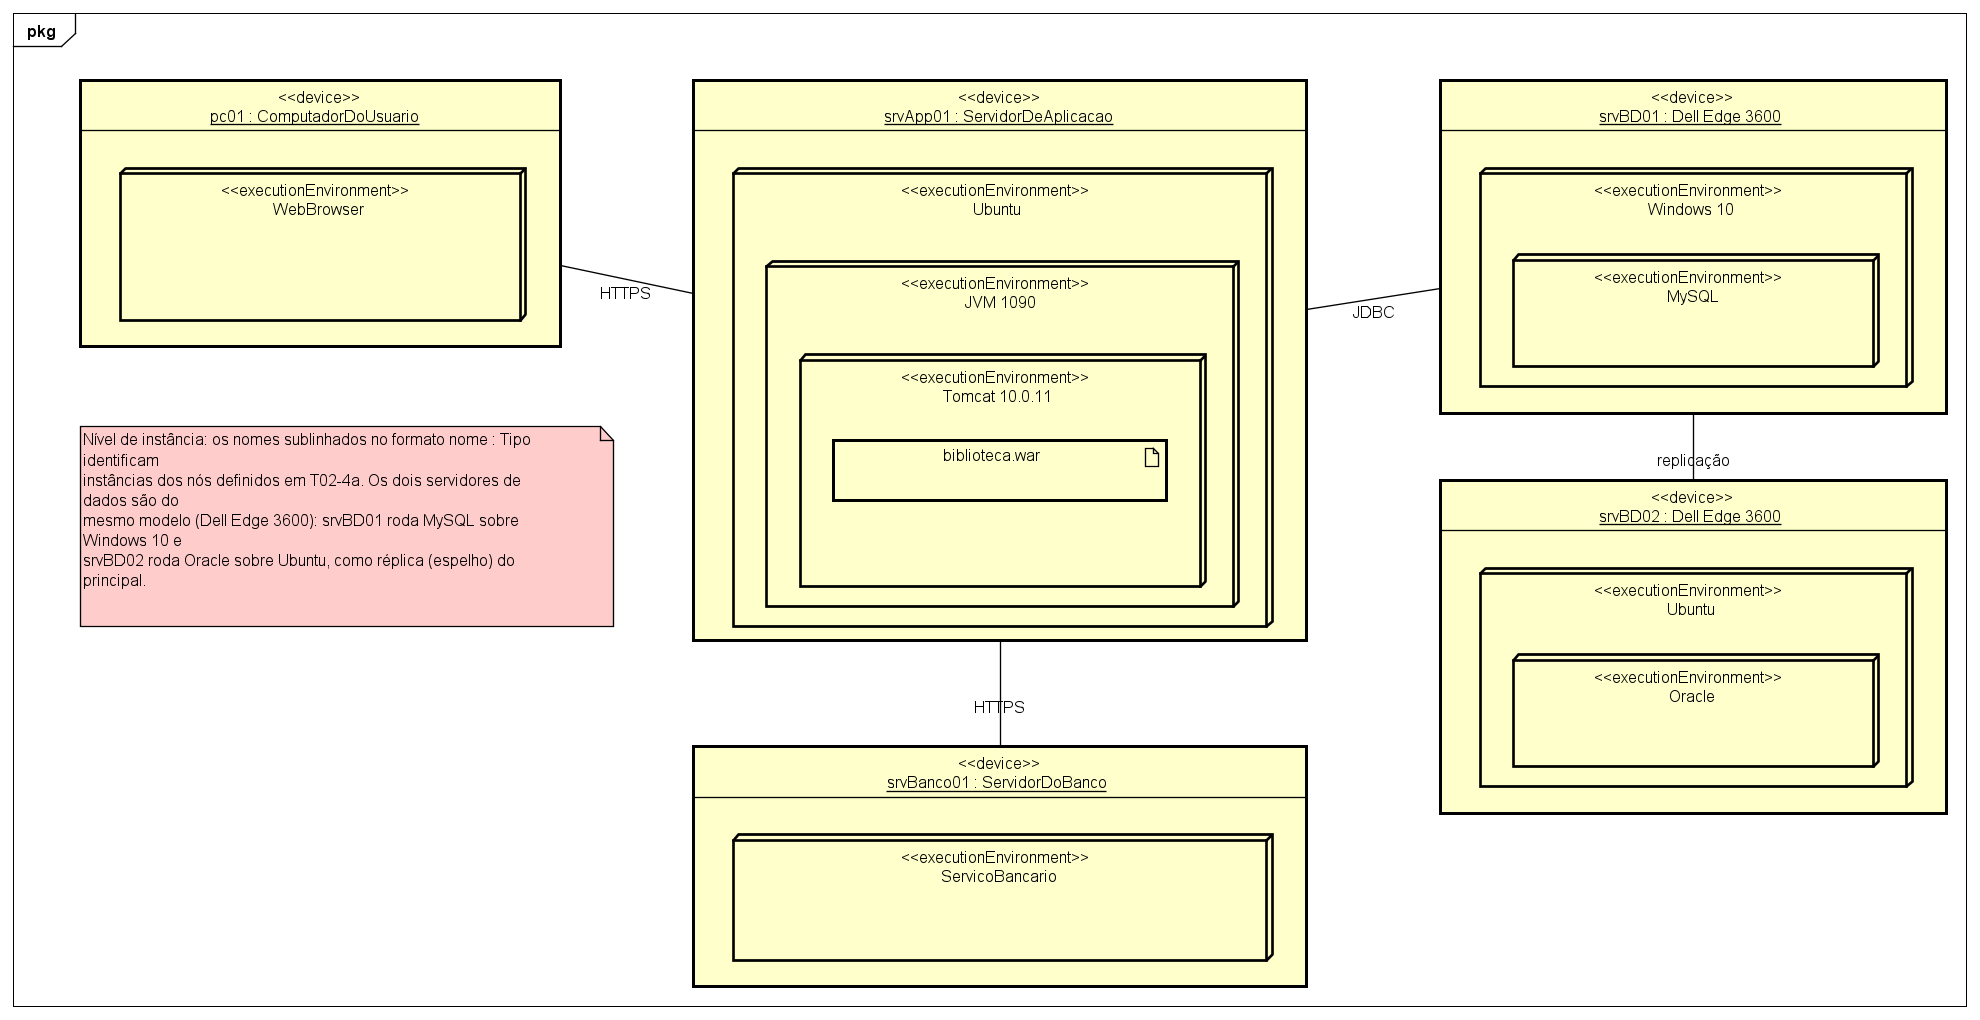 pkg
<<device>>
pc01 : ComputadorDoUsuario
<<executionEnvironment>>
WebBrowser
HTTPS
Nível de instância: os nomes sublinhados no formato nome : Tipo
identificam
instâncias dos nós definidos em T02-4a. Os dois servidores de
dados são do
mesmo modelo (Dell Edge 3600): srvBD01 roda MySQL sobre
Windows 10 e
srvBD02 roda Oracle sobre Ubuntu, como réplica (espelho) do
principal.
<<device>>
srvApp01 : ServidorDeAplicacao
<<executionEnvironment>>
Ubuntu
<<executionEnvironment>>
JVM 1090
<<executionEnvironment>>
Tomcat 10.0.11
biblioteca.war
HTTPS
<<device>>
srvBanco01 : ServidorDoBanco
<<executionEnvironment>>
ServicoBancario
JDBC
<<device>>
srvBD01 : Dell Edge 3600
<<executionEnvironment>>
Windows 10
<<executionEnvironment>>
MySQL
replicação
<<device>>
srvBD02 : Dell Edge 3600
<<executionEnvironment>>
Ubuntu
<<executionEnvironment>>
Oracle